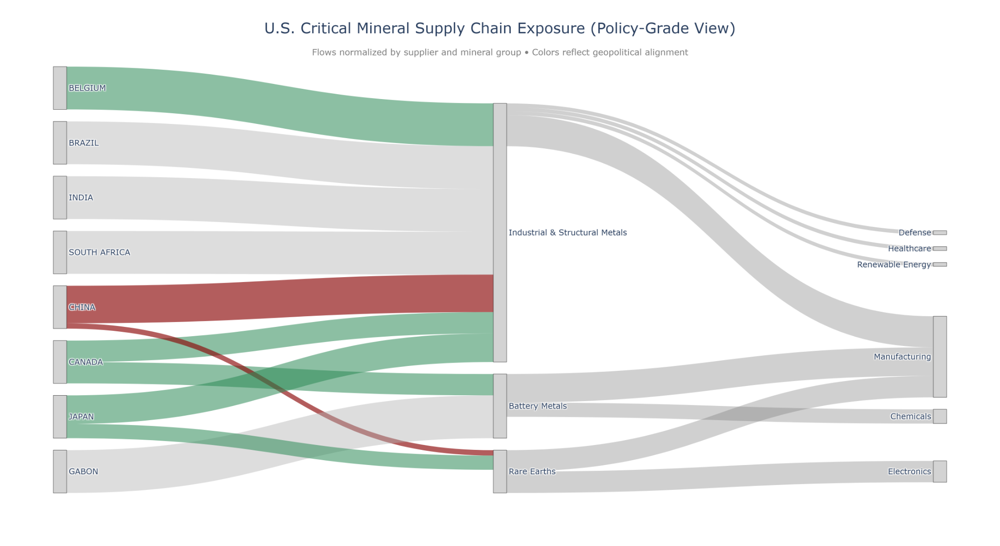 U.S. Critical Mineral Supply Chain Exposure (Policy-Grade View)
Flows normalized by supplier and mineral group • Colors reflect geopolitical alignment
BELGIUM
BRAZIL
INDIA
SOUTH AFRICA
CHINA
CANADA
JAPAN
GABON
Industrial & Structural Metals
Battery Metals
Rare Earths
Defense
Healthcare
Renewable Energy
Manufacturing
Chemicals
Electronics